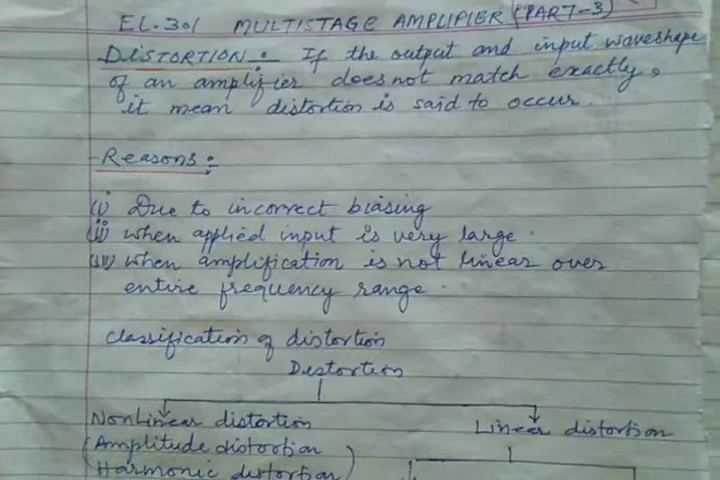 EL.301 MULTISTAGE AMPLIFIER (PART-3)
DISTORTION: If the output and input waveshape
of an amplifier does not match exactly,
it mean distortion is said to occur.
Reasons:
(i) Due to incorrect biasing
(ii) when applied input is very large.
(iii) when amplification is not linear over
entire frequency range.
Classification of distortion
Distortion
Nonlinear distortion
Linear distortion
(Amplitude distortion
Harmonic distortion)